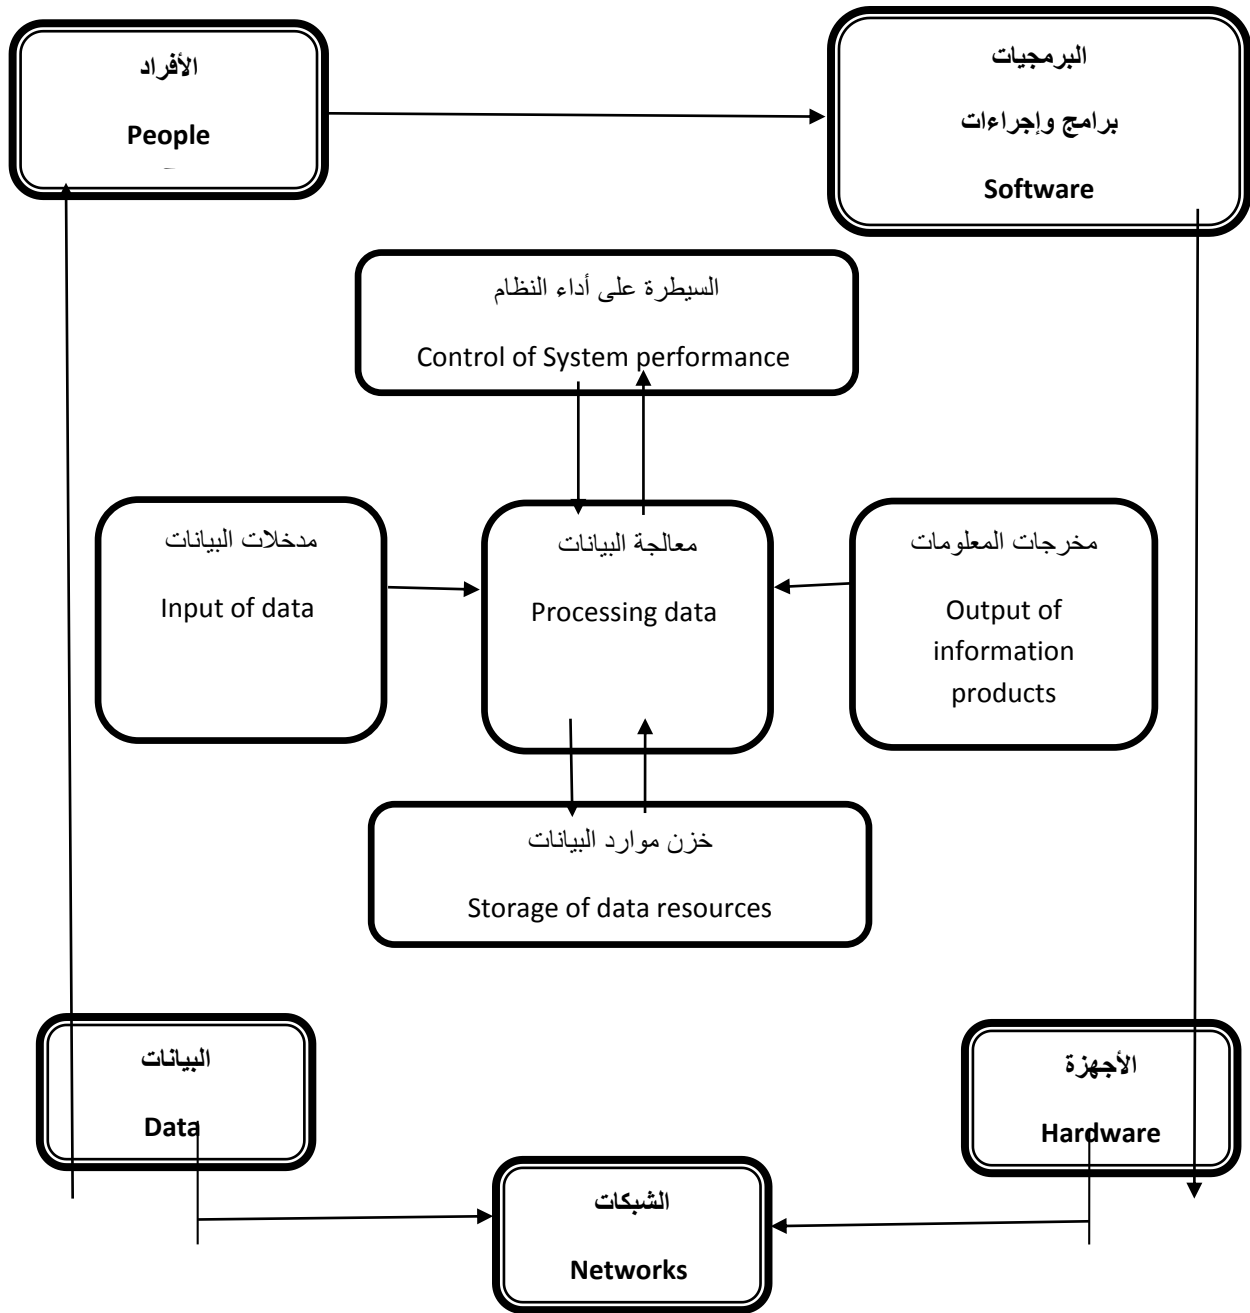 الأفراد
People
البرمجيات
برامج وإجراءات
Software
السيطرة على أداء النظام
Control of System performance
مدخلات البيانات
Input of data
معالجة البيانات
Processing data
مخرجات المعلومات
Output of
information
products
خزن موارد البيانات
Storage of data resources
البيانات
Data
الأجهزة
Hardware
الشبكات
Networks